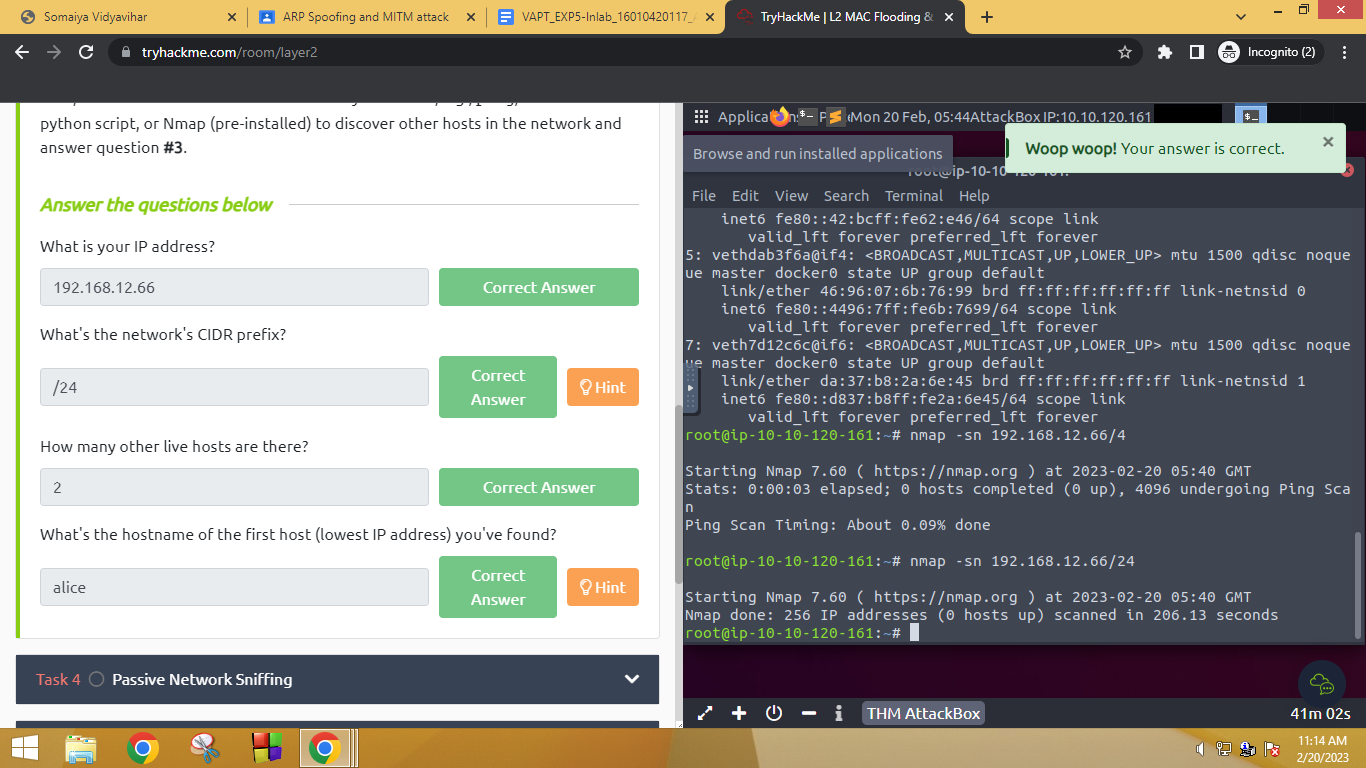 Somaiya Vidyavihar
ARP Spoofing and MITM attack
VAPT_EXP5-Inlab_16010420117_
TryHackMe | L2 MAC Flooding &
tryhackme.com/room/layer2
Incognito (2)
python script, or Nmap (pre-installed) to discover other hosts in the network and
answer question #3.
Answer the questions below
What is your IP address?
192.168.12.66
Correct Answer
What's the network's CIDR prefix?
/24
Correct
Answer
Hint
How many other live hosts are there?
2
Correct Answer
What's the hostname of the first host (lowest IP address) you've found?
alice
Correct
Answer
Hint
Task 4
Passive Network Sniffing
Mon 20 Feb, 05:44 AttackBox IP:10.10.120.161
Browse and run installed applications
Woop woop! Your answer is correct.
File Edit View Search Terminal Help
inet6 fe80::42:bcff:fe62:e46/64 scope link
valid_lft forever preferred_lft forever
5: vethdab3f6a@if4: <BROADCAST,MULTICAST,UP,LOWER_UP> mtu 1500 qdisc noque
ue master docker0 state UP group default
link/ether 46:96:07:6b:76:99 brd ff:ff:ff:ff:ff:ff link-netnsid 0
inet6 fe80::4496:7ff:fe6b:7699/64 scope link
valid_lft forever preferred_lft forever
7: veth7d12c6c@if6: <BROADCAST,MULTICAST,UP,LOWER_UP> mtu 1500 qdisc noque
ue master docker0 state UP group default
link/ether da:37:b8:2a:6e:45 brd ff:ff:ff:ff:ff:ff link-netnsid 1
inet6 fe80::d837:b8ff:fe2a:6e45/64 scope link
valid_lft forever preferred_lft forever
root@ip-10-10-120-161:~# nmap -sn 192.168.12.66/4
Starting Nmap 7.60 ( https://nmap.org ) at 2023-02-20 05:40 GMT
Stats: 0:00:03 elapsed; 0 hosts completed (0 up), 4096 undergoing Ping Sca
n
Ping Scan Timing: About 0.09% done
root@ip-10-10-120-161:~# nmap -sn 192.168.12.66/24
Starting Nmap 7.60 ( https://nmap.org ) at 2023-02-20 05:40 GMT
Nmap done: 256 IP addresses (0 hosts up) scanned in 206.13 seconds
root@ip-10-10-120-161:~#
THM AttackBox
41m 02s
11:14 AM
2/20/2023